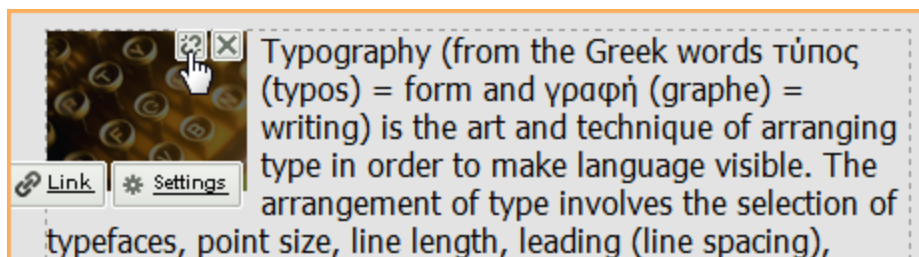 Typography (from the Greek words τύπος
(typos) = form and γραφή (graphe) =
writing) is the art and technique of arranging
type in order to make language visible. The
Link Settings
arrangement of type involves the selection of
typefaces, point size, line length, leading (line spacing),